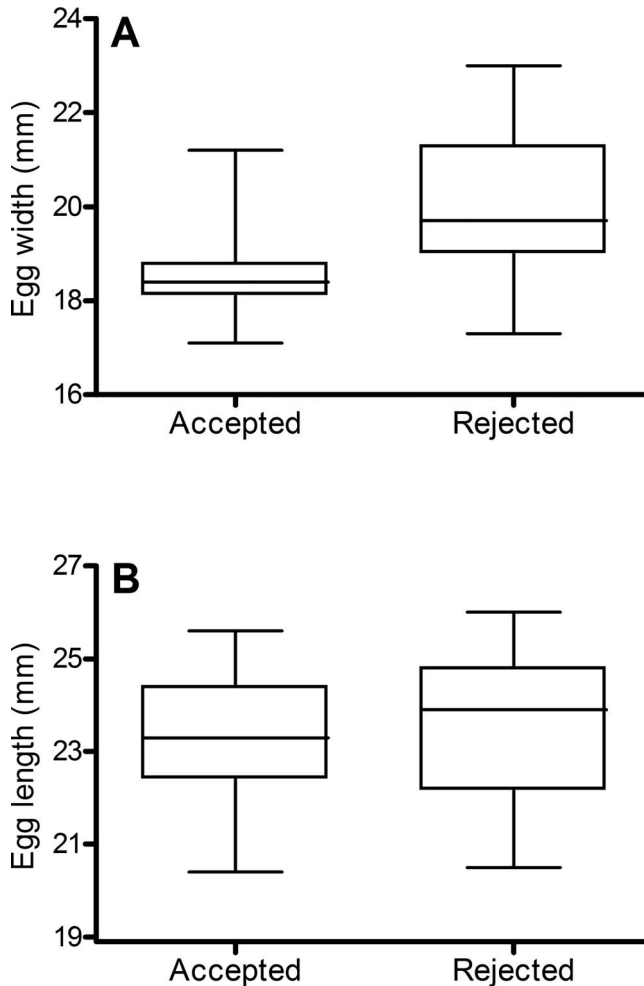 A
Egg width (mm)
24
22
20
18
16
Accepted Rejected
B
Egg length (mm)
27
25
23
21
19
Accepted Rejected